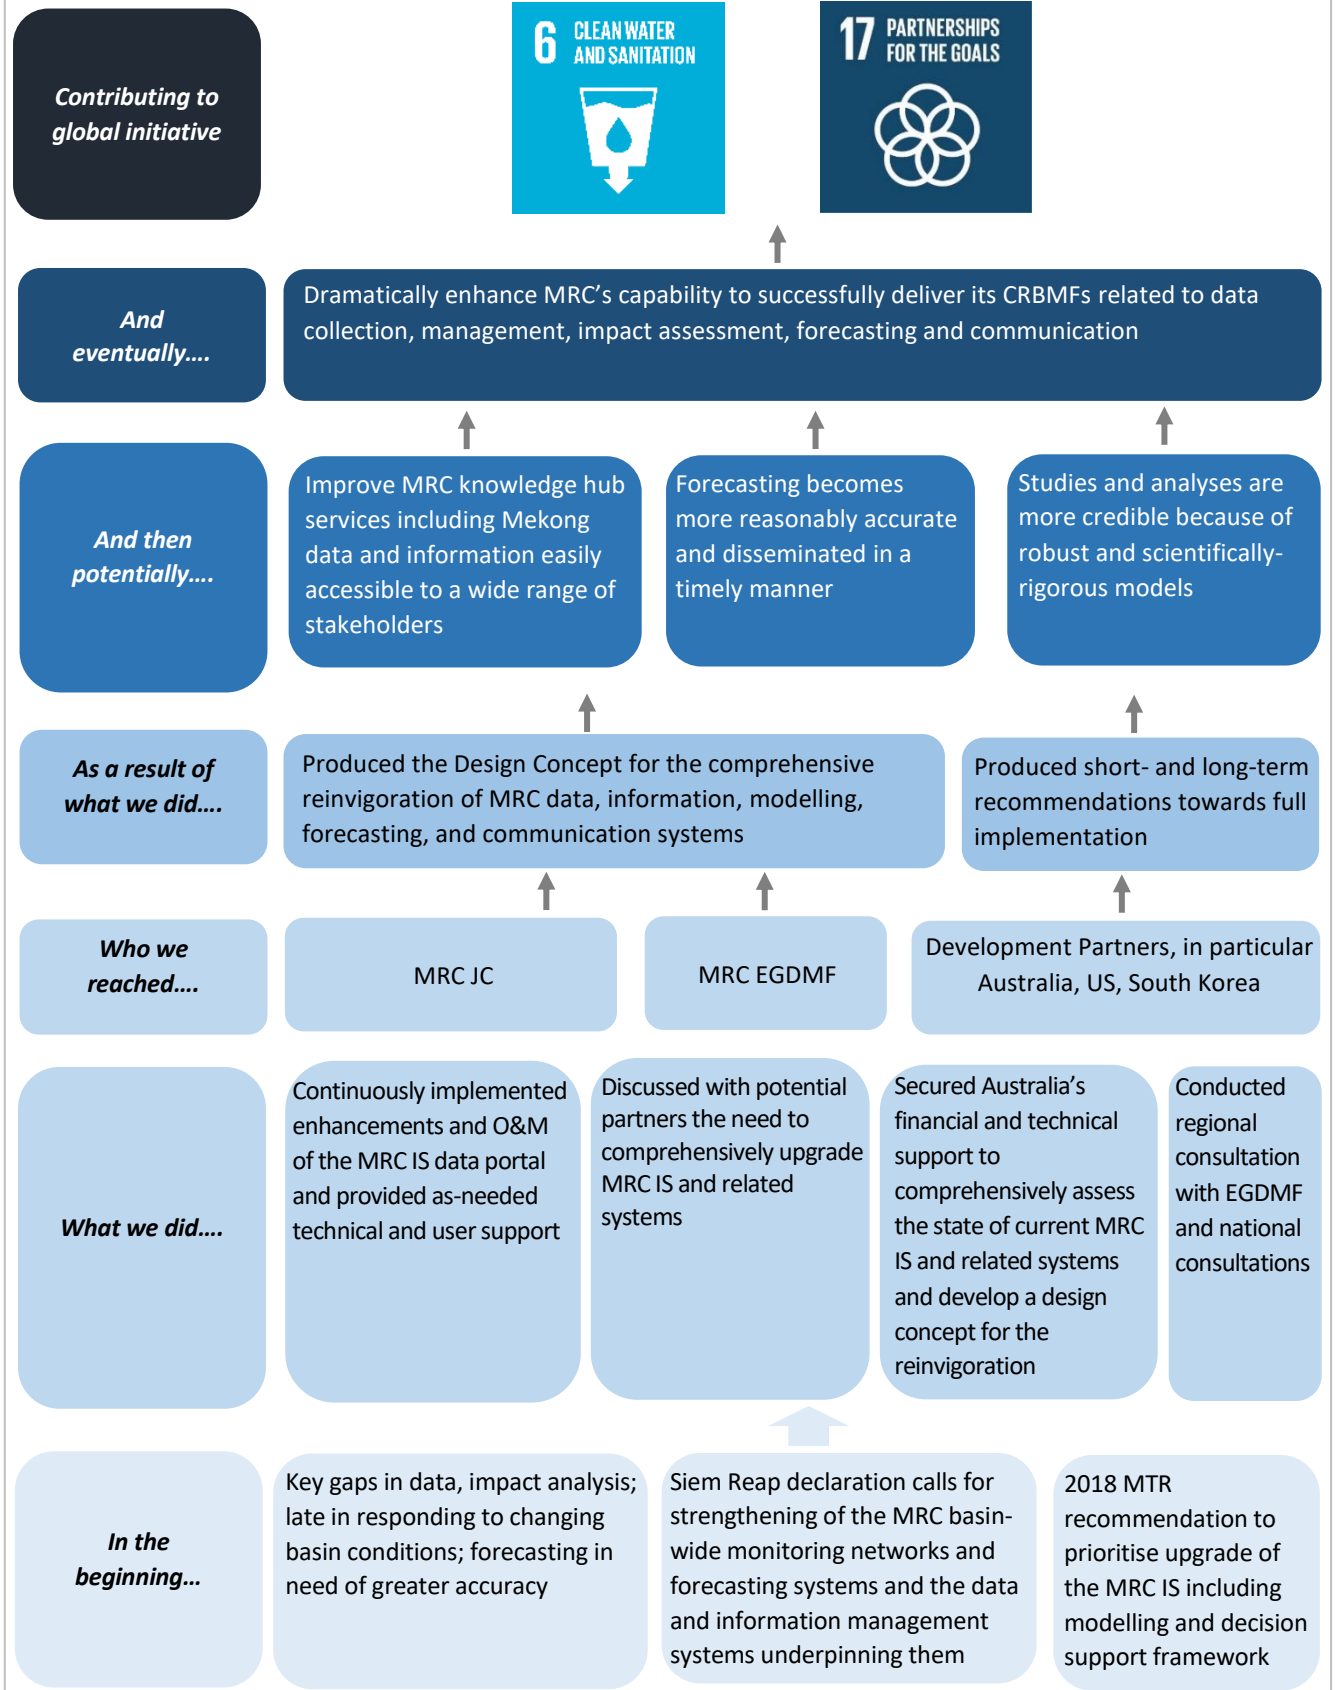 Contributing to
global initiative
6 CLEAN WATER
AND SANITATION
17 PARTNERSHIPS
FOR THE GOALS
And
eventually....
Dramatically enhance MRC’s capability to successfully deliver its CRBMFs related to data
collection, management, impact assessment, forecasting and communication
And then
potentially....
Improve MRC knowledge hub
services including Mekong
data and information easily
accessible to a wide range of
stakeholders
Forecasting becomes
more reasonably accurate
and disseminated in a
timely manner
Studies and analyses are
more credible because of
robust and scientifically-
rigorous models
As a result of
what we did....
Produced the Design Concept for the comprehensive
reinvigoration of MRC data, information, modelling,
forecasting, and communication systems
Produced short- and long-term
recommendations towards full
implementation
Who we
reached....
MRC JC
MRC EGDMF
Development Partners, in particular
Australia, US, South Korea
What we did....
Continuously implemented
enhancements and O&M
of the MRC IS data portal
and provided as-needed
technical and user support
Discussed with potential
partners the need to
comprehensively upgrade
MRC IS and related
systems
Secured Australia’s
financial and technical
support to
comprehensively assess
the state of current MRC
IS and related systems
and develop a design
concept for the
reinvigoration
Conducted
regional
consultation
with EGDMF
and national
consultations
In the
beginning...
Key gaps in data, impact analysis;
late in responding to changing
basin conditions; forecasting in
need of greater accuracy
Siem Reap declaration calls for
strengthening of the MRC basin-
wide monitoring networks and
forecasting systems and the data
and information management
systems underpinning them
2018 MTR
recommendation to
prioritise upgrade of
the MRC IS including
modelling and decision
support framework